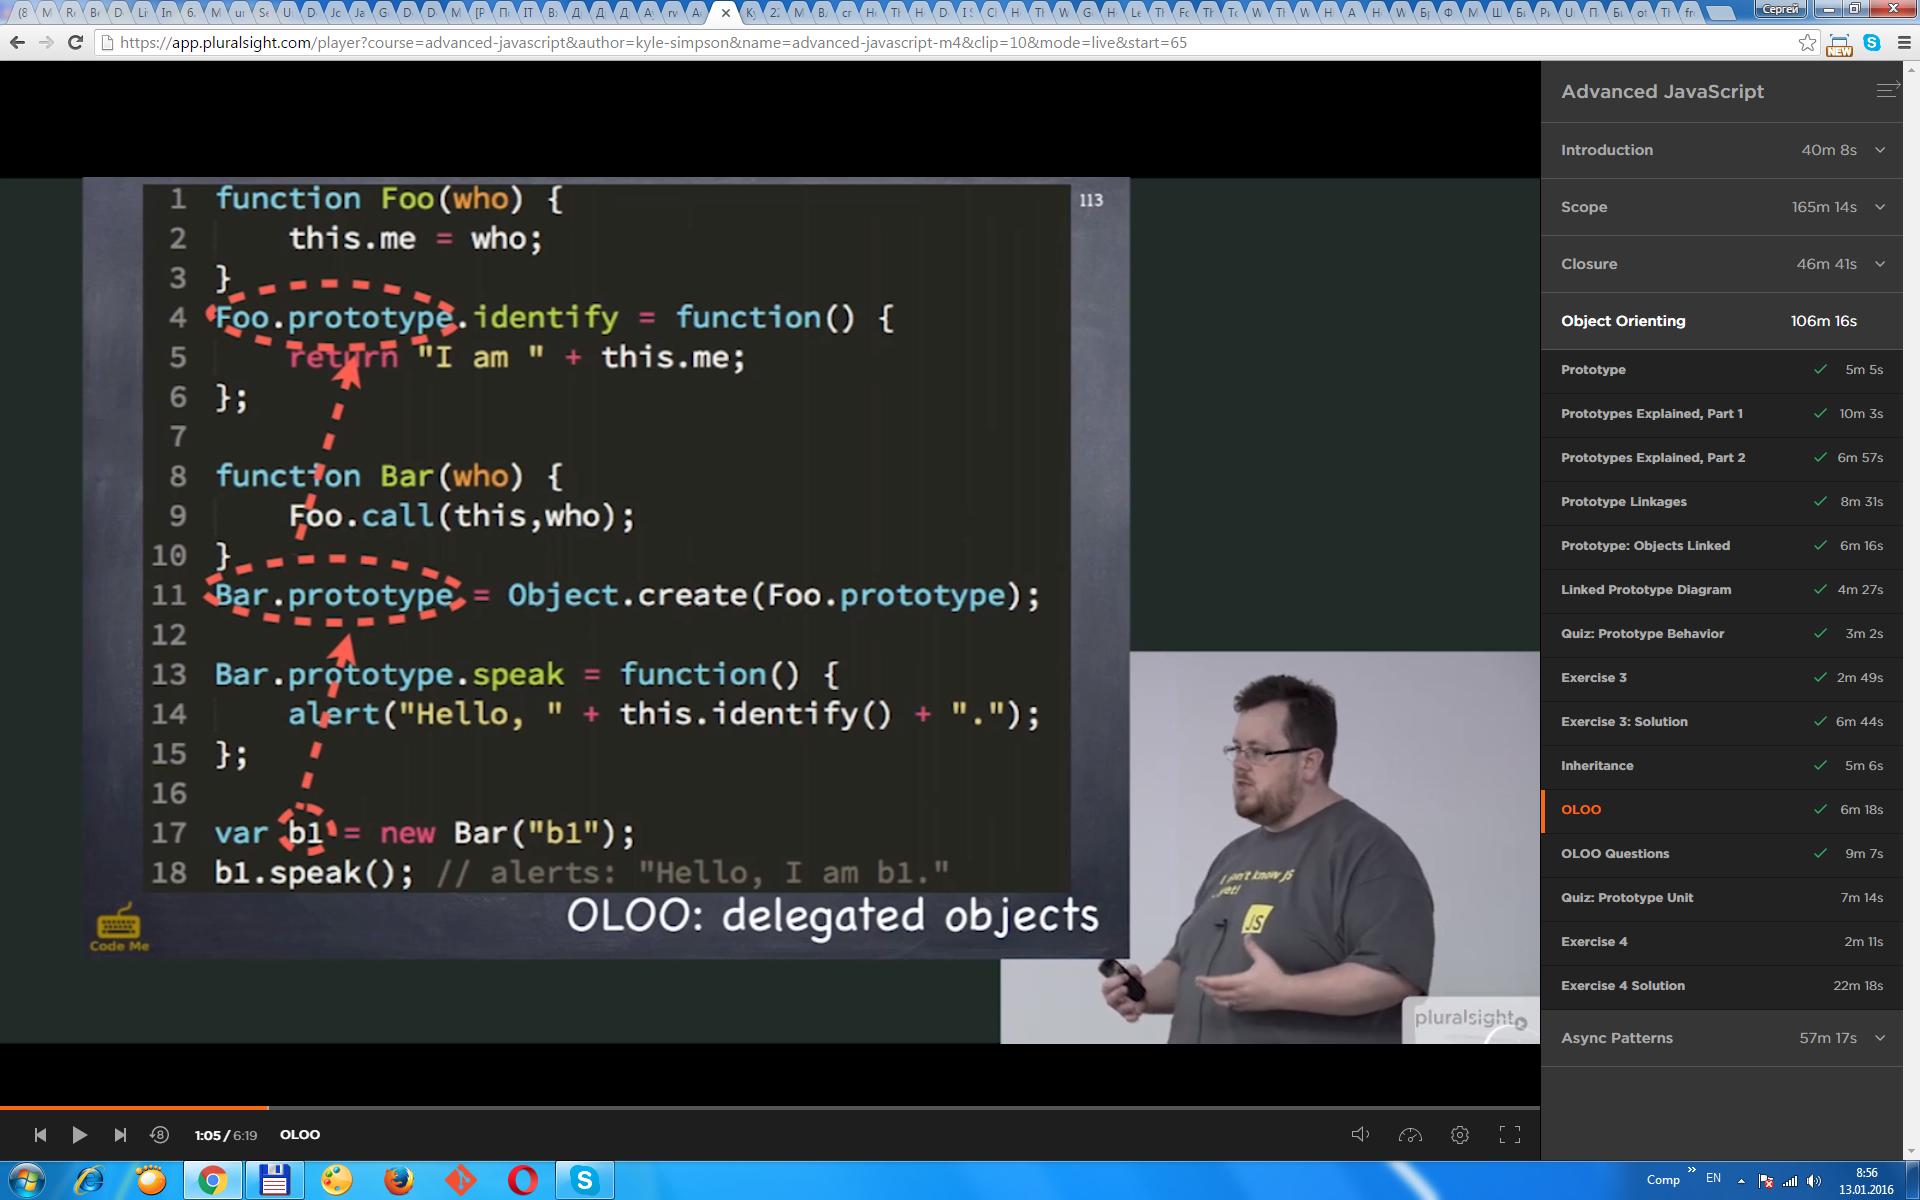 Сергей
https://app.pluralsight.com/player?course=advanced-javascript&author=kyle-simpson&name=advanced-javascript-m4&clip=10&mode=live&start=65
NEW
1 function Foo(who) {
2 this.me = who;
3 }
4 Foo.prototype.identify = function() {
5 return "I am " + this.me;
6 };
7
8 function Bar(who) {
9 Foo.call(this,who);
10 }
11 Bar.prototype = Object.create(Foo.prototype);
12
13 Bar.prototype.speak = function() {
14 alert("Hello, " + this.identify() + ".");
15 };
16
17 var b1 = new Bar("b1");
18 b1.speak(); // alerts: "Hello, I am b1."
113
Code Me
OLOO: delegated objects
I don't know js
...yet!
JS
pluralsight
Advanced JavaScript
Introduction 40m 8s
Scope 165m 14s
Closure 46m 41s
Object Orienting 106m 16s
Prototype 5m 5s
Prototypes Explained, Part 1 10m 3s
Prototypes Explained, Part 2 6m 57s
Prototype Linkages 8m 31s
Prototype: Objects Linked 6m 16s
Linked Prototype Diagram 4m 27s
Quiz: Prototype Behavior 3m 2s
Exercise 3 2m 49s
Exercise 3: Solution 6m 44s
Inheritance 5m 6s
OLOO 6m 18s
OLOO Questions 9m 7s
Quiz: Prototype Unit 7m 14s
Exercise 4 2m 11s
Exercise 4 Solution 22m 18s
Async Patterns 57m 17s
8 1:05 / 6:19 OLOO
Comp » EN 8:56
13.01.2016